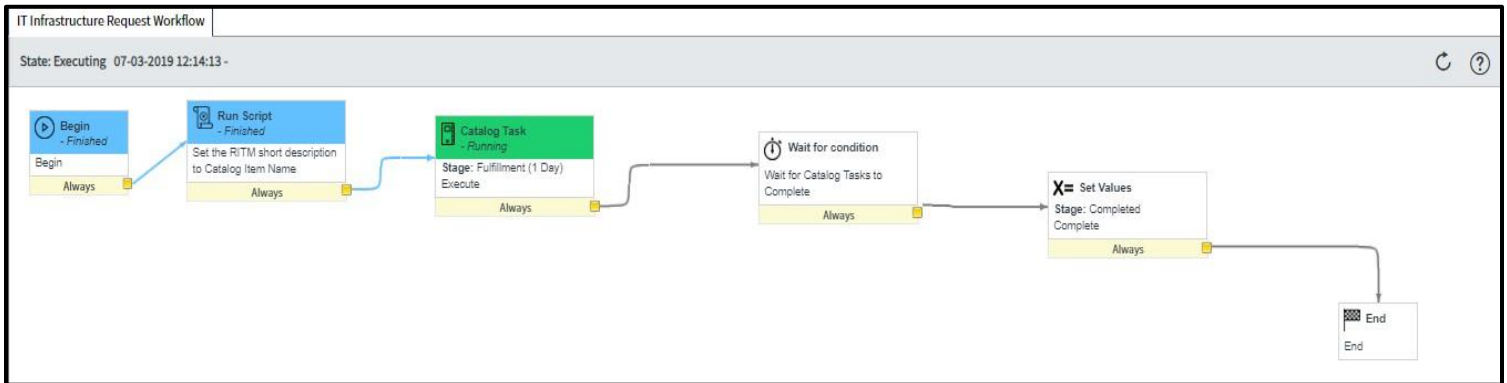 IT Infrastructure Request Workflow
State: Executing 07-03-2019 12:14:13 -
Begin
- Finished
Begin
Always
Run Script
- Finished
Set the RITM short description
to Catalog Item Name
Always
Catalog Task
- Running
Stage: Fulfillment (1 Day)
Execute
Always
Wait for condition
Wait for Catalog Tasks to
Complete
Always
X= Set Values
Stage: Completed
Complete
Always
End
End